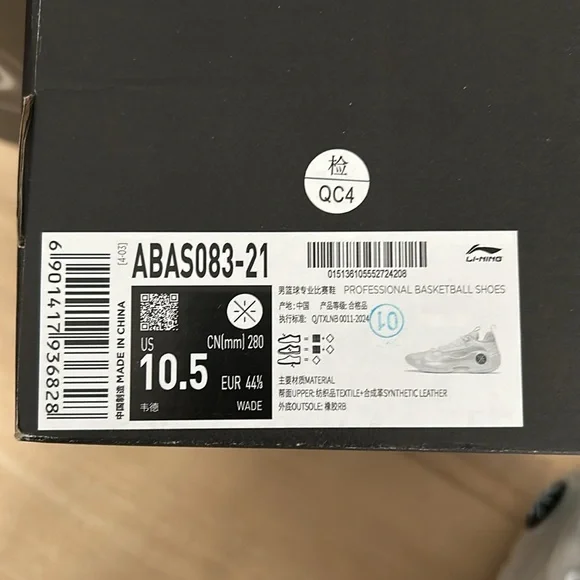 检
QC4
6901417936828
[4-03]
中国制造 MADE IN CHINA
ABAS083-21
US
CN(mm) 280
10.5
EUR 44⅔
韦德
WADE
01513610555272420​8
LI-NING
男篮球专业比赛鞋 PROFESSIONAL BASKETBALL SHOES
产地: 中国 产品等级: 合格品
执行标准: Q/TXLNB 0011-2024
01
主要材质MATERIAL
帮面UPPER: 纺织品TEXTILE+合成革SYNTHETIC LEATHER
外底OUTSOLE: 橡胶RB